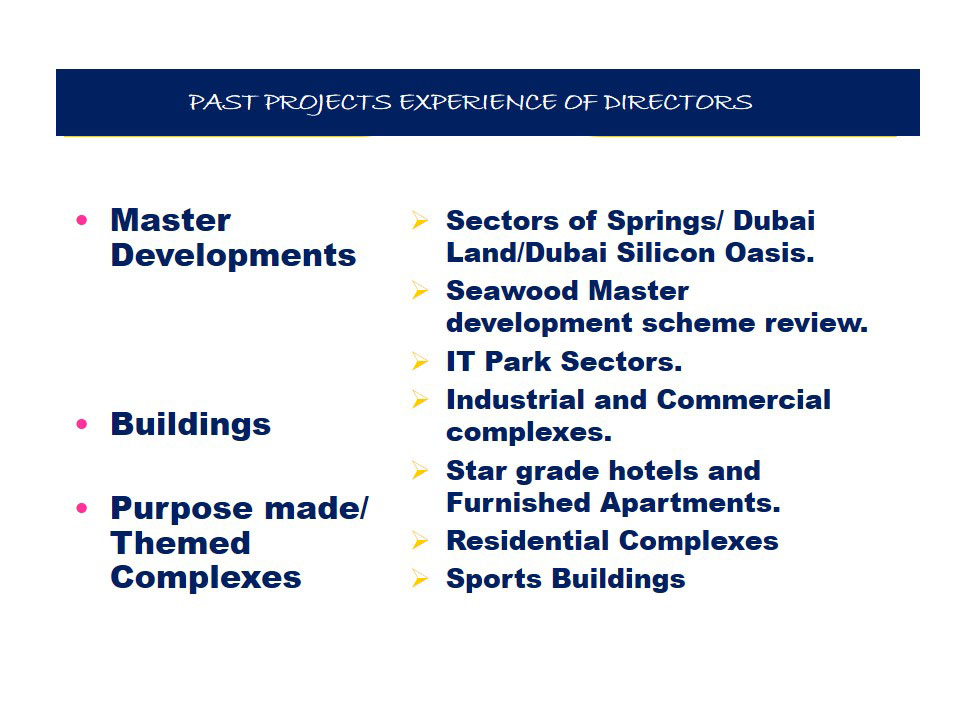 PAST PROJECTS EXPERIENCE OF DIRECTORS
Master
Developments
Buildings
Purpose made/
Themed
Complexes
Sectors of Springs/ Dubai
Land/Dubai Silicon Oasis.
Seawood Master
development scheme review.
IT Park Sectors.
Industrial and Commercial
complexes.
Star grade hotels and
Furnished Apartments.
Residential Complexes
Sports Buildings